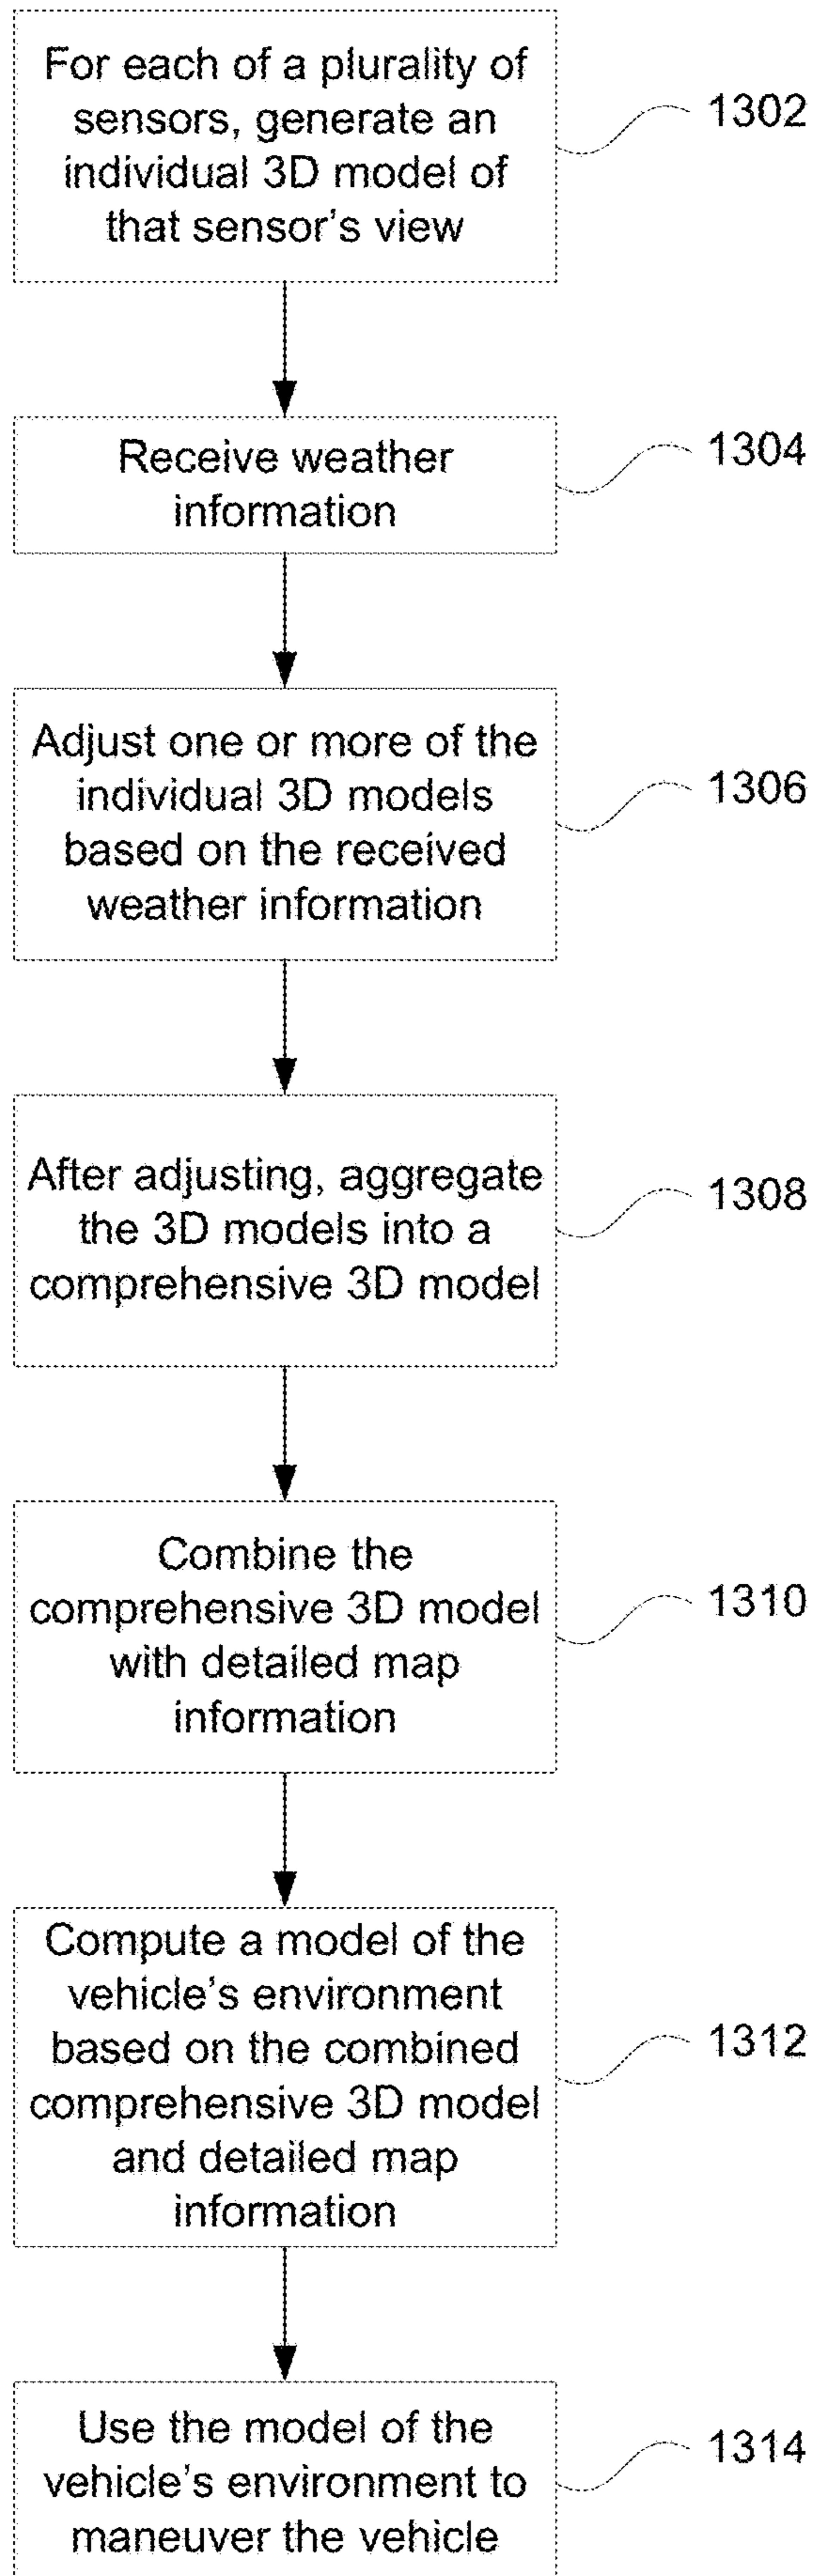 For each of a plurality of
sensors, generate an
individual 3D model of
that sensor's view
1302
Receive weather
information
1304
Adjust one or more of the
individual 3D models
based on the received
weather information
1306
After adjusting, aggregate
the 3D models into a
comprehensive 3D model
1308
Combine the
comprehensive 3D model
with detailed map
information
1310
Compute a model of the
vehicle's environment
based on the combined
comprehensive 3D model
and detailed map
information
1312
Use the model of the
vehicle's environment to
maneuver the vehicle
1314